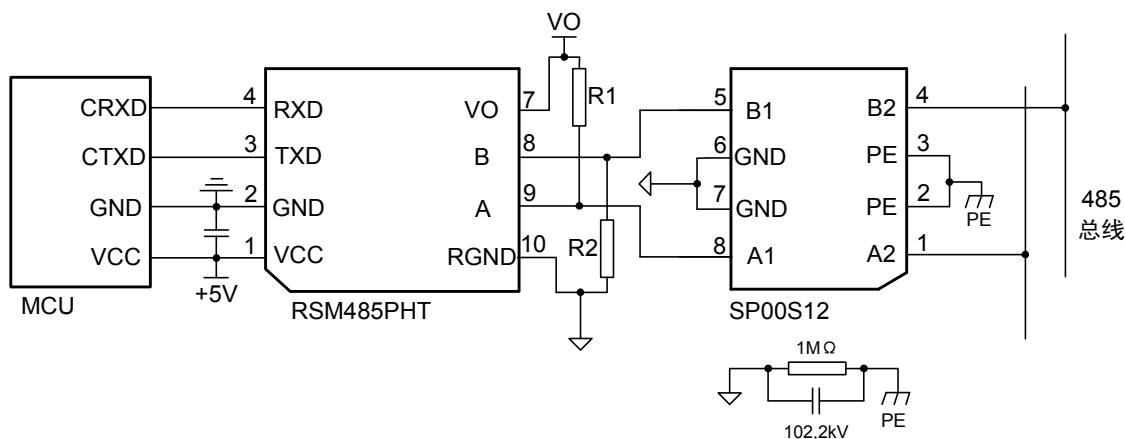 VO
CRXD 4 RXD VO 7 R1 5 B1 B2 4
CTXD 3 TXD B 8 6 GND PE 3
GND 2 GND A 9 7 GND PE 2 PE
VCC 1 VCC RGND 10 R2 8 A1 A2 1
485
总线
+5V
MCU RSM485PHT SP00S12
1MΩ
102,2kV
PE